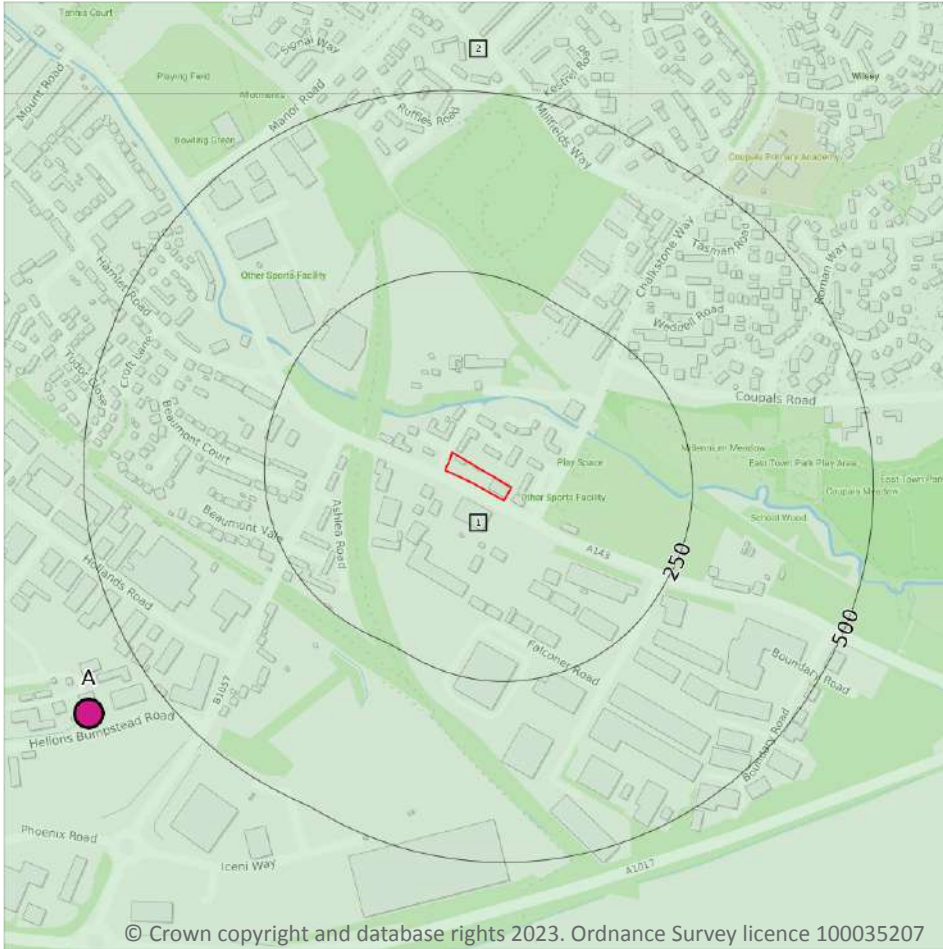 Tennis Court
Signal Way
2
Kestrel Road
Mount Road
Playing Field
Wilsey
Allotments
Manor Road
Ruffles Road
Millfields Way
Bowling Green
Coupals Primary Academy
Chalkstone Way
Tasman Road
Roman Way
Hamlet Road
Other Sports Facility
Weddell Road
Croft Lane
Tudor Close
Coupals Road
Beaumont Court
Millennium Meadow
Play Space
East Town Park Play Area
East Town Park
Coupals Meadow
Other Sports Facility
Ashlea Road
Beaumont Vale
1
School Wood
A143
250
Hollands Road
500
Falconer Road
Boundary Road
A
B1057
Hellons Bumpstead Road
Boundary Road
Phoenix Road
Iceni Way
A1017
© Crown copyright and database rights 2023. Ordnance Survey licence 100035207